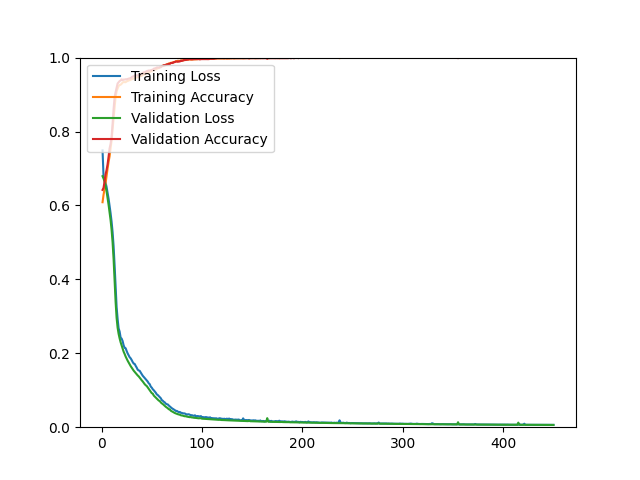 1.0
0.8
0.6
0.4
0.2
0.0
Training Loss
Training Accuracy
Validation Loss
Validation Accuracy
0 100 200 300 400